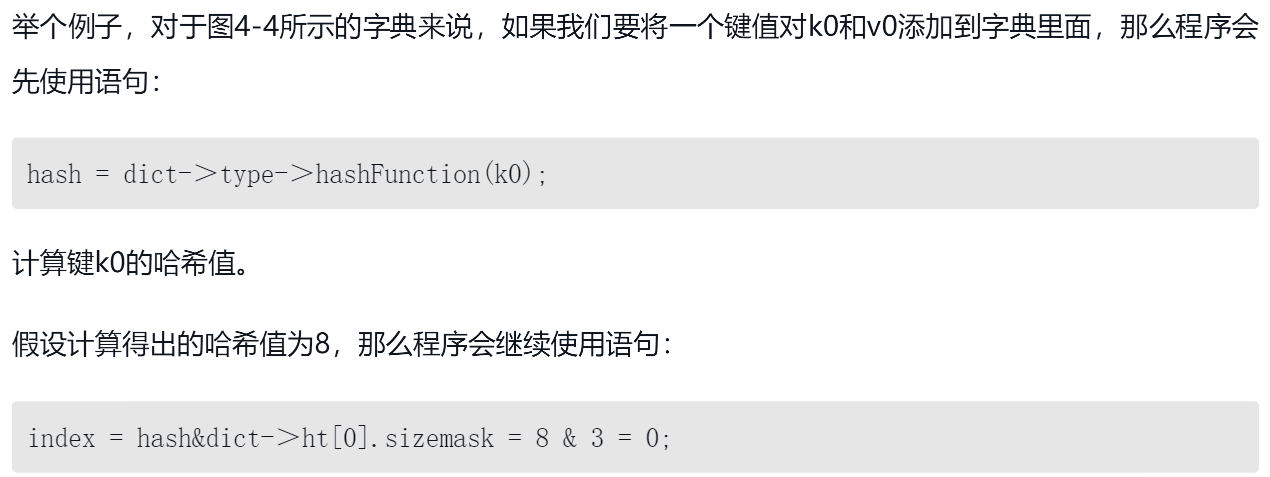 举个例子，对于图4-4所示的字典来说，如果我们要将一个键值对k0和v0添加到字典里面，那么程序会
先使用语句：
hash = dict->type->hashFunction(k0);
计算键k0的哈希值。
假设计算得出的哈希值为8，那么程序会继续使用语句：
index = hash&dict->ht[0].sizemask = 8 & 3 = 0;